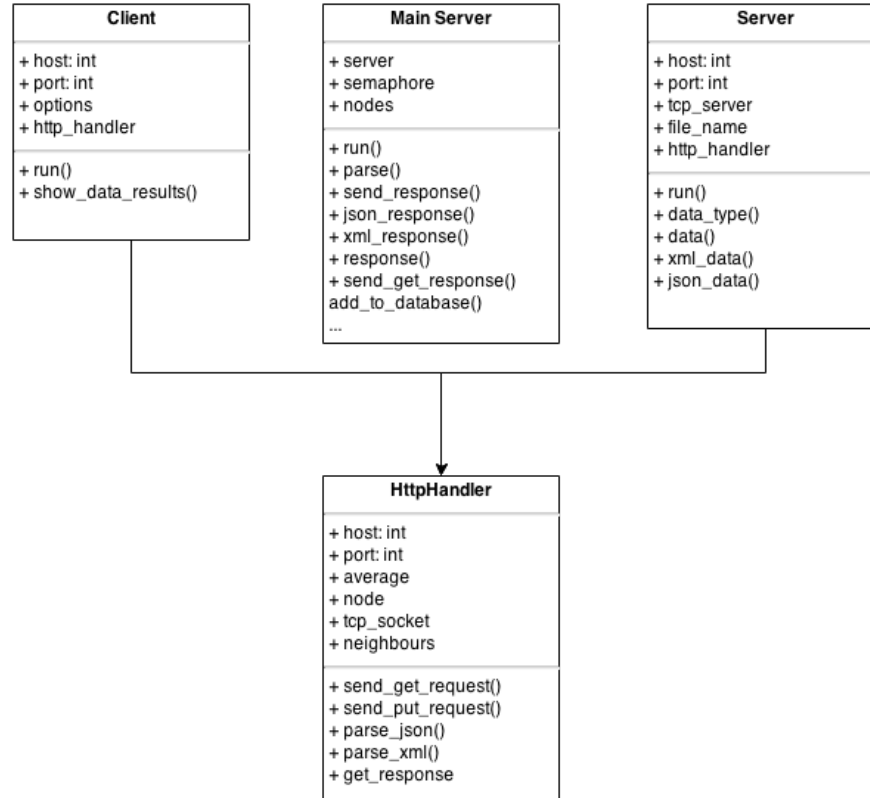 Client
+ host: int
+ port: int
+ options
+ http_handler
+ run()
+ show_data_results()
Main Server
+ server
+ semaphore
+ nodes
+ run()
+ parse()
+ send_response()
+ json_response()
+ xml_response()
+ response()
+ send_get_response()
add_to_database()
...
Server
+ host: int
+ port: int
+ tcp_server
+ file_name
+ http_handler
+ run()
+ data_type()
+ data()
+ xml_data()
+ json_data()
HttpHandler
+ host: int
+ port: int
+ average
+ node
+ tcp_socket
+ neighbours
+ send_get_request()
+ send_put_request()
+ parse_json()
+ parse_xml()
+ get_response